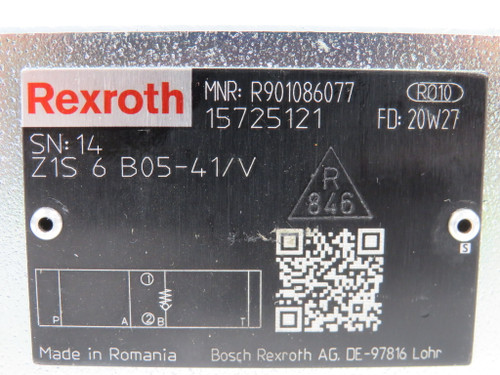 Rexroth MNR: R901086077 RO10
15725121 FD: 20W27
SN: 14
Z1S 6 B05-41/V
R
846
S
1
2
P A B T
Made in Romania Bosch Rexroth AG. DE-97816 Lohr